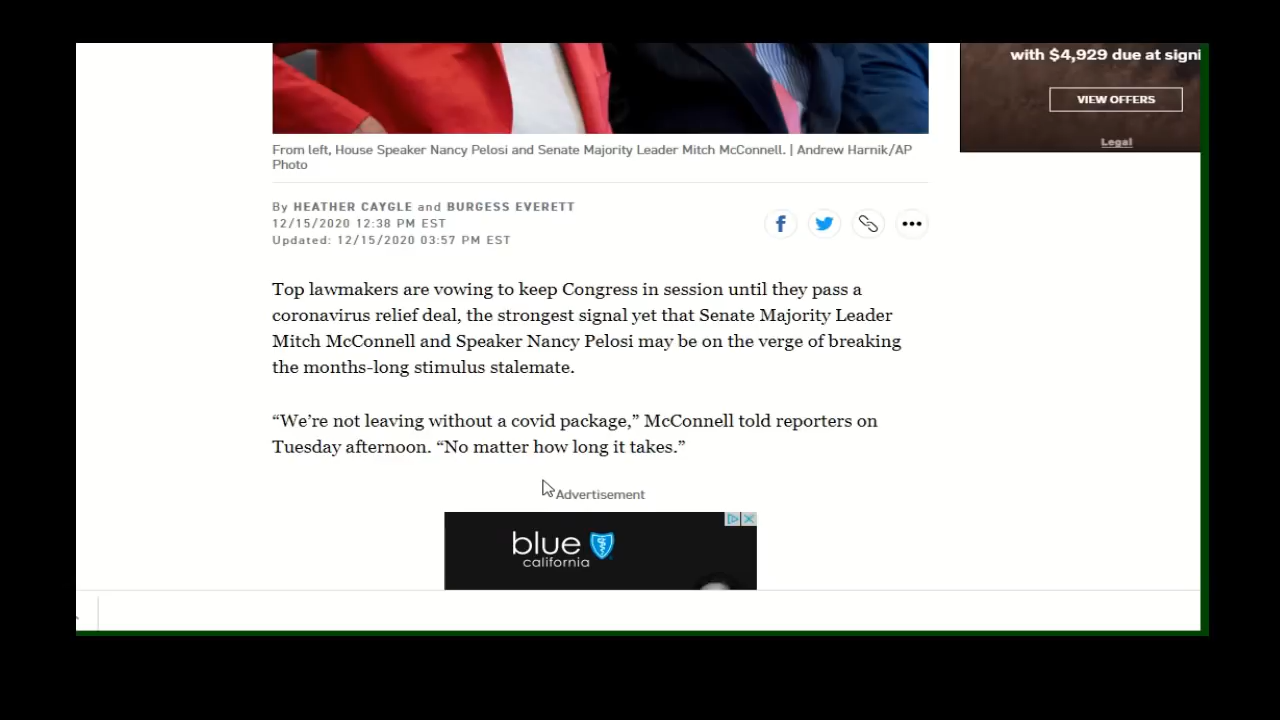 with $4,929 due at signi
VIEW OFFERS
Legal
From left, House Speaker Nancy Pelosi and Senate Majority Leader Mitch McConnell. | Andrew Harnik/AP
Photo
By HEATHER CAYGLE and BURGESS EVERETT
12/15/2020 12:38 PM EST
Updated: 12/15/2020 03:57 PM EST
Top lawmakers are vowing to keep Congress in session until they pass a
coronavirus relief deal, the strongest signal yet that Senate Majority Leader
Mitch McConnell and Speaker Nancy Pelosi may be on the verge of breaking
the months-long stimulus stalemate.
“We’re not leaving without a covid package,” McConnell told reporters on
Tuesday afternoon. “No matter how long it takes.”
Advertisement
blue
california